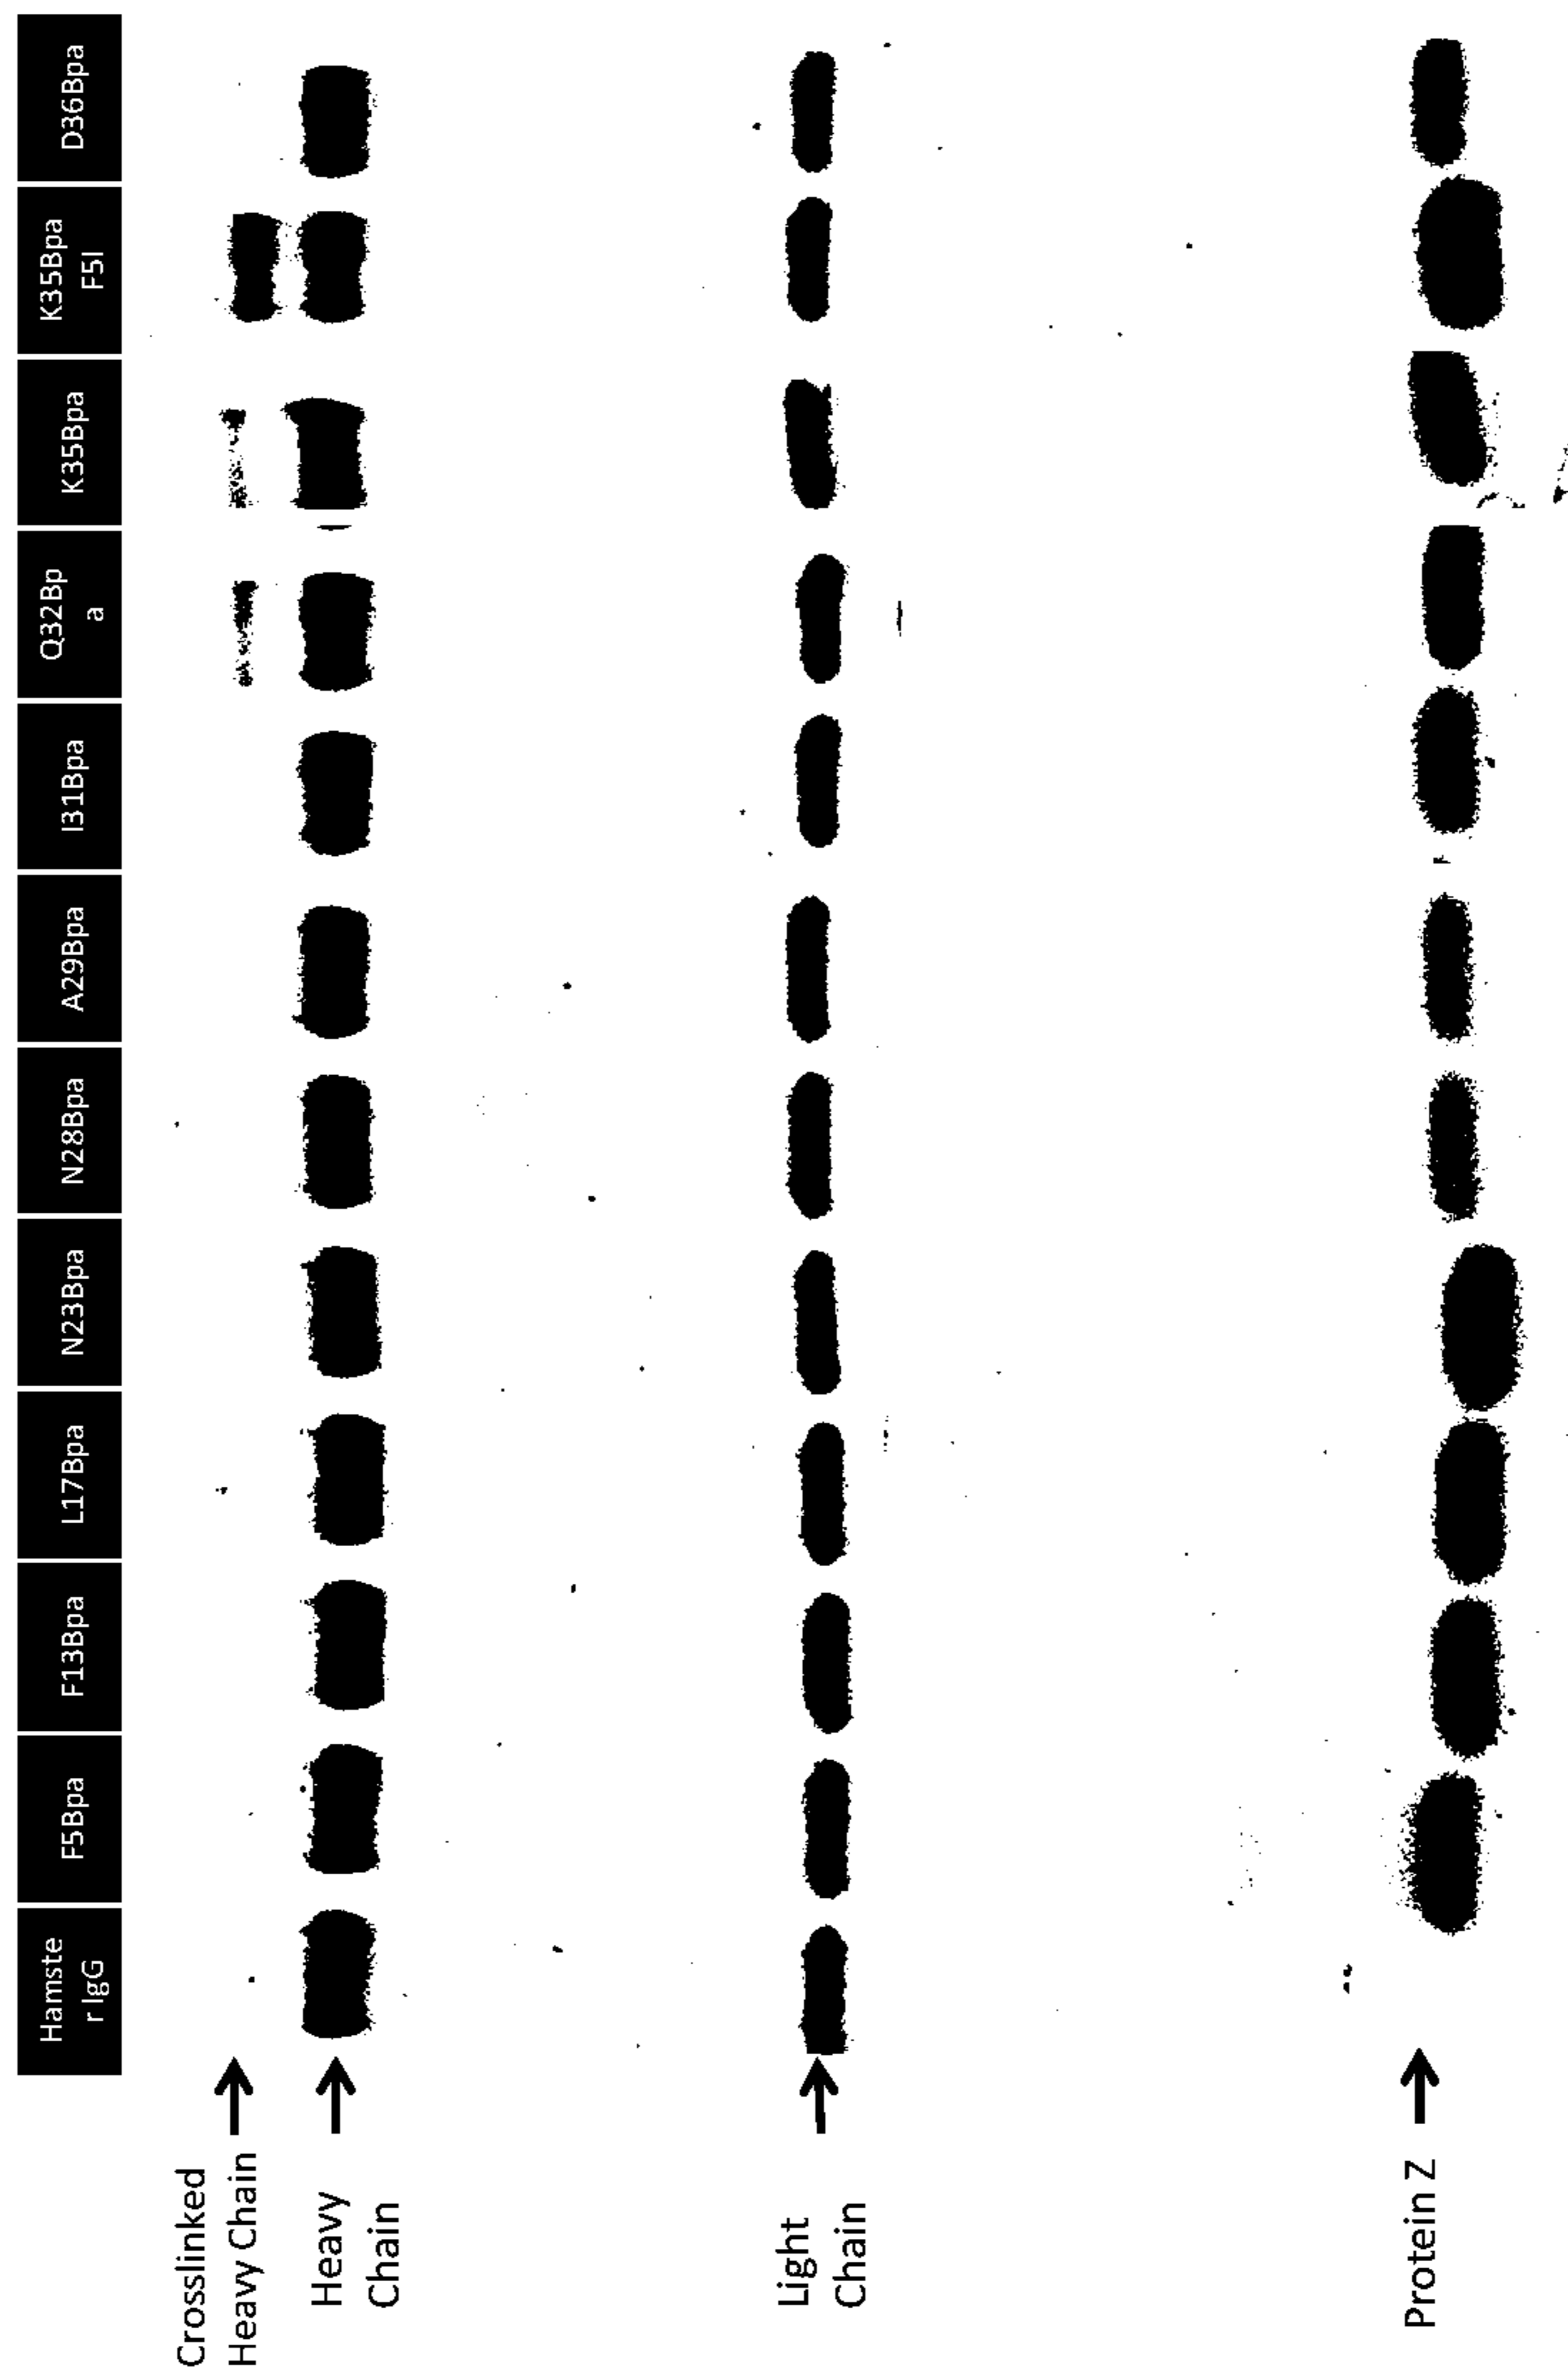 Hamste
r IgG
F5Bpa
F13Bpa
L17Bpa
N23Bpa
N28Bpa
A29Bpa
I31Bpa
Q32Bp
a
K35Bpa
K35Bpa
F5I
D36Bpa
Crosslinked
Heavy Chain
Heavy
Chain
Light
Chain
Protein Z